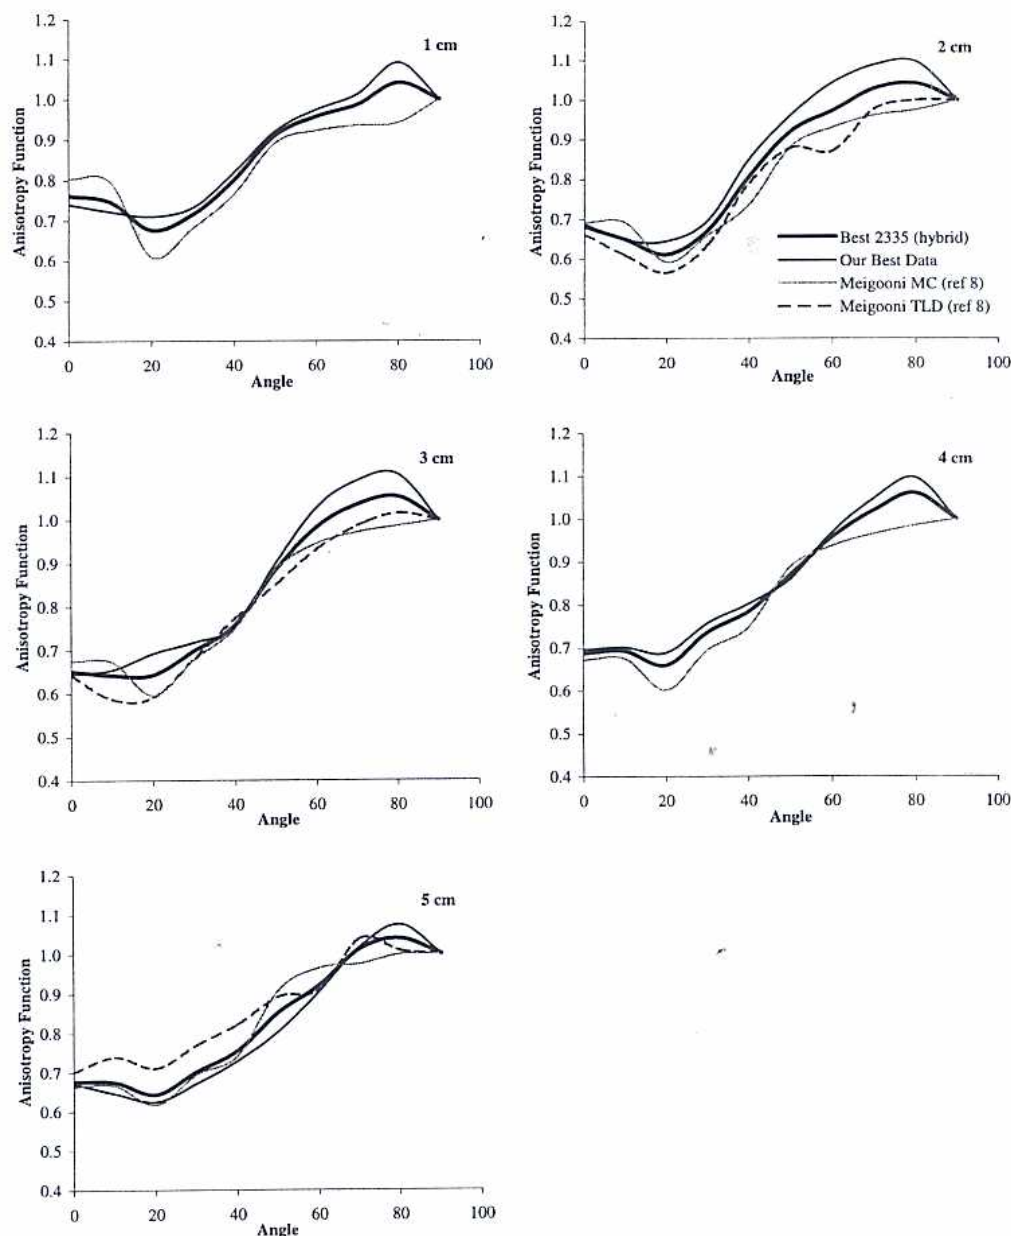 1 cm
Anisotropy Function
1.2
1.1
1.0
0.9
0.8
0.7
0.6
0.5
0.4
0 20 40 60 80 100
Angle
2 cm
Anisotropy Function
1.2
1.1
1.0
0.9
0.8
0.7
0.6
0.5
0.4
Best 2335 (hybrid)
Our Best Data
Meigooni MC (ref 8)
Meigooni TLD (ref 8)
0 20 40 60 80 100
Angle
3 cm
Anisotropy Function
1.2
1.1
1.0
0.9
0.8
0.7
0.6
0.5
0.4
0 20 40 60 80 100
Angle
4 cm
Anisotropy Function
1.2
1.1
1.0
0.9
0.8
0.7
0.6
0.5
0.4
0 20 40 60 80 100
Angle
5 cm
Anisotropy Function
1.2
1.1
1.0
0.9
0.8
0.7
0.6
0.5
0.4
0 20 40 60 80 100
Angle